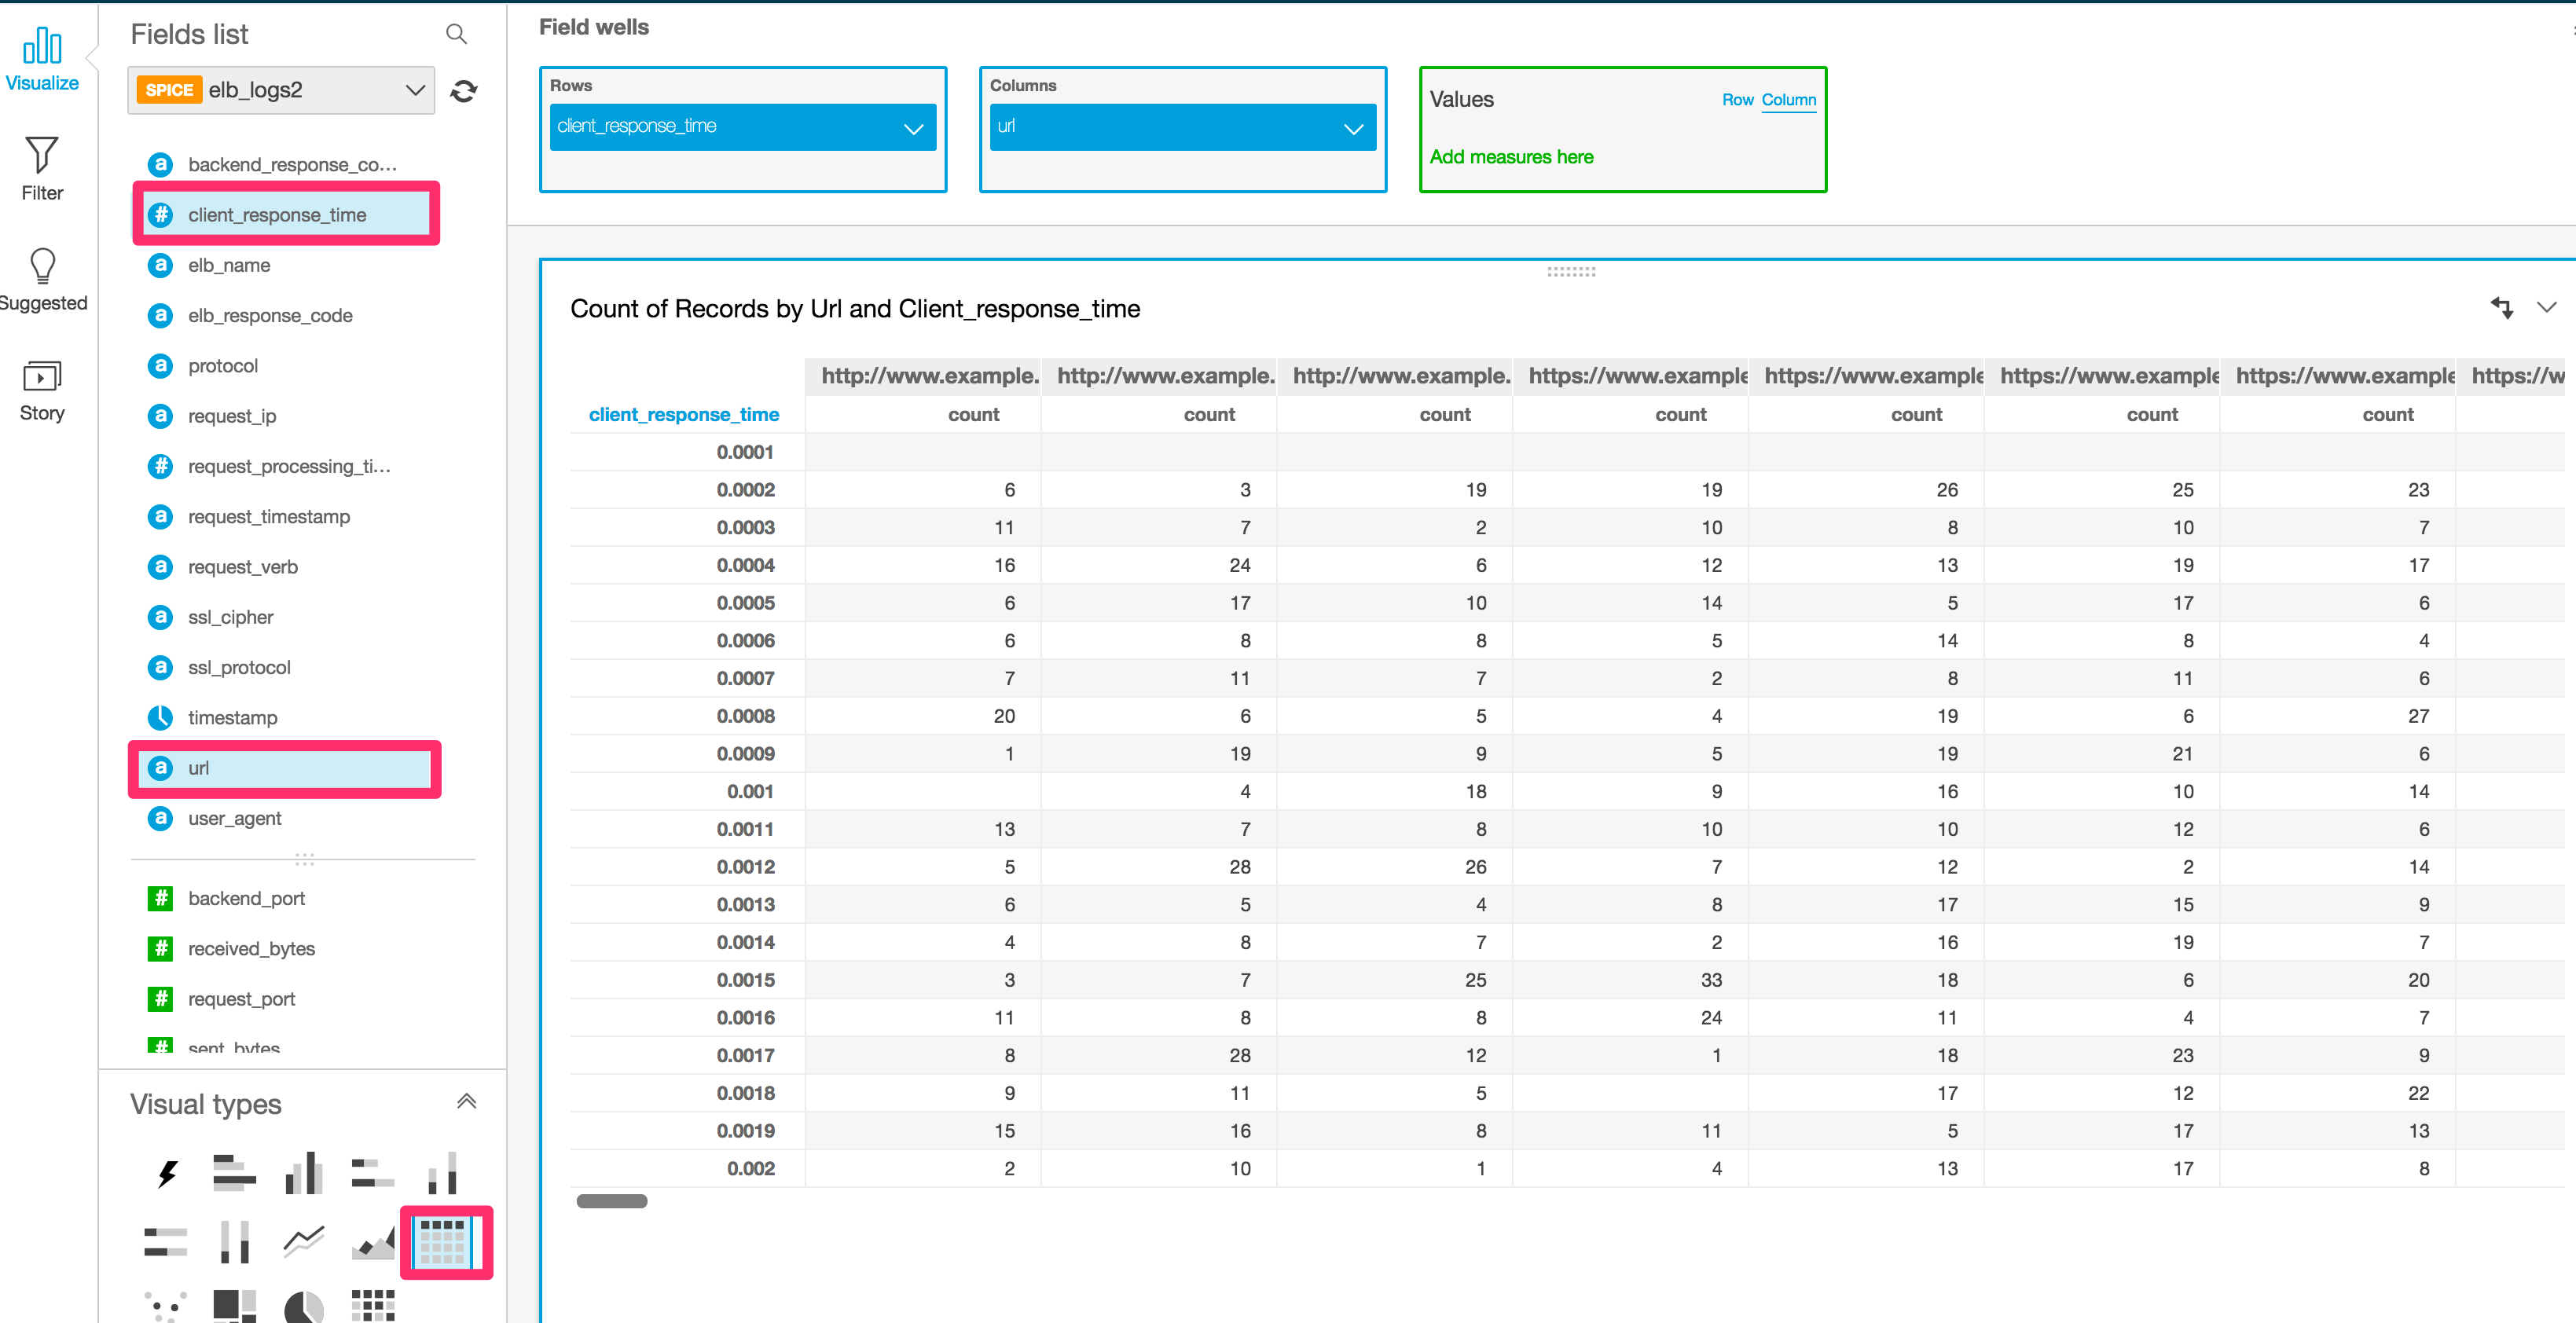 Visualize
Filter
Suggested
Story
Fields list
SPICE elb_logs2
a backend_response_co...
# client_response_time
a elb_name
a elb_response_code
a protocol
a request_ip
# request_processing_ti...
a request_timestamp
a request_verb
a ssl_cipher
a ssl_protocol
timestamp
a url
a user_agent
# backend_port
# received_bytes
# request_port
# sent_bytes
Visual types
Field wells
Rows
client_response_time
Columns
url
Values Row Column
Add measures here
Count of Records by Url and Client_response_time
http://www.example. http://www.example. http://www.example. https://www.example https://www.example https://www.example https://www.example https://w
client_response_time count count count count count count count
0.0001
0.0002 6 3 19 19 26 25 23
0.0003 11 7 2 10 8 10 7
0.0004 16 24 6 12 13 19 17
0.0005 6 17 10 14 5 17 6
0.0006 6 8 8 5 14 8 4
0.0007 7 11 7 2 8 11 6
0.0008 20 6 5 4 19 6 27
0.0009 1 19 9 5 19 21 6
0.001 4 18 9 16 10 14
0.0011 13 7 8 10 10 12 6
0.0012 5 28 26 7 12 2 14
0.0013 6 5 4 8 17 15 9
0.0014 4 8 7 2 16 19 7
0.0015 3 7 25 33 18 6 20
0.0016 11 8 8 24 11 4 7
0.0017 8 28 12 1 18 23 9
0.0018 9 11 5 17 12 22
0.0019 15 16 8 11 5 17 13
0.002 2 10 1 4 13 17 8